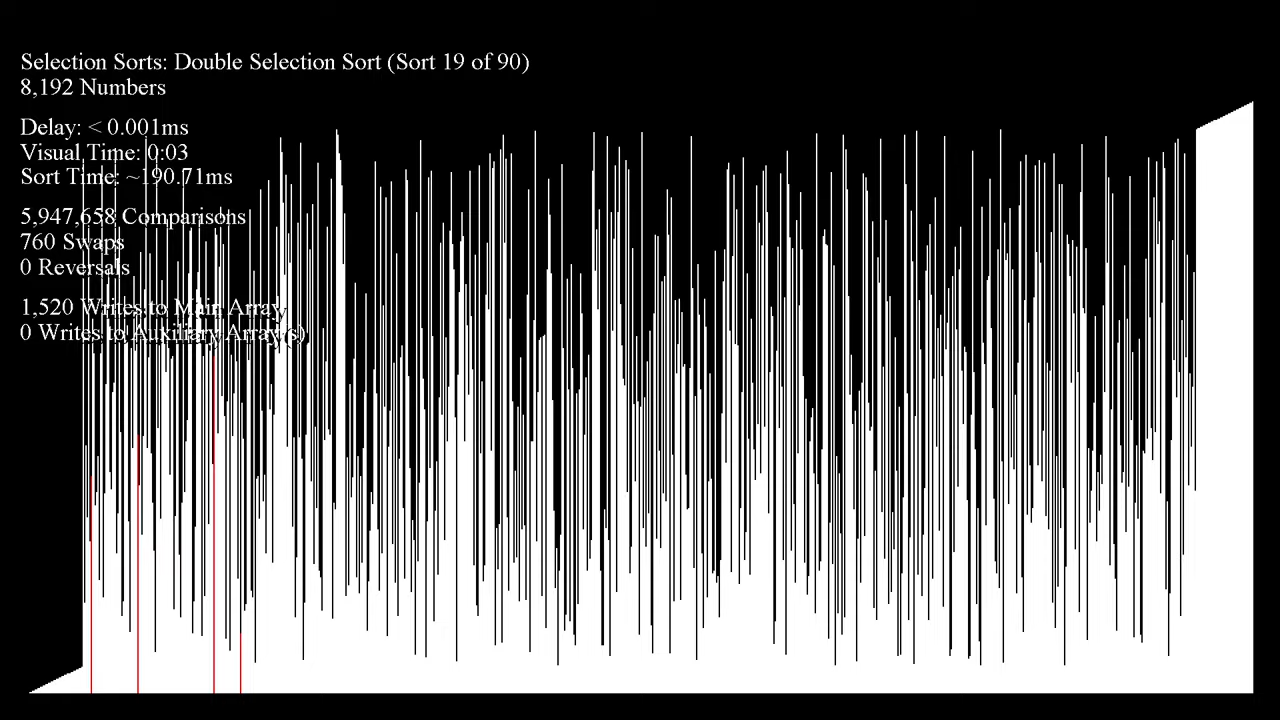 Selection Sorts: Double Selection Sort (Sort 19 of 90)
8,192 Numbers
Delay: < 0.001ms
Visual Time: 0:03
Sort Time: ~190.71ms
5,947,658 Comparisons
760 Swaps
0 Reversals
1,520 Writes to Main Array
0 Writes to Auxiliary Array(s)